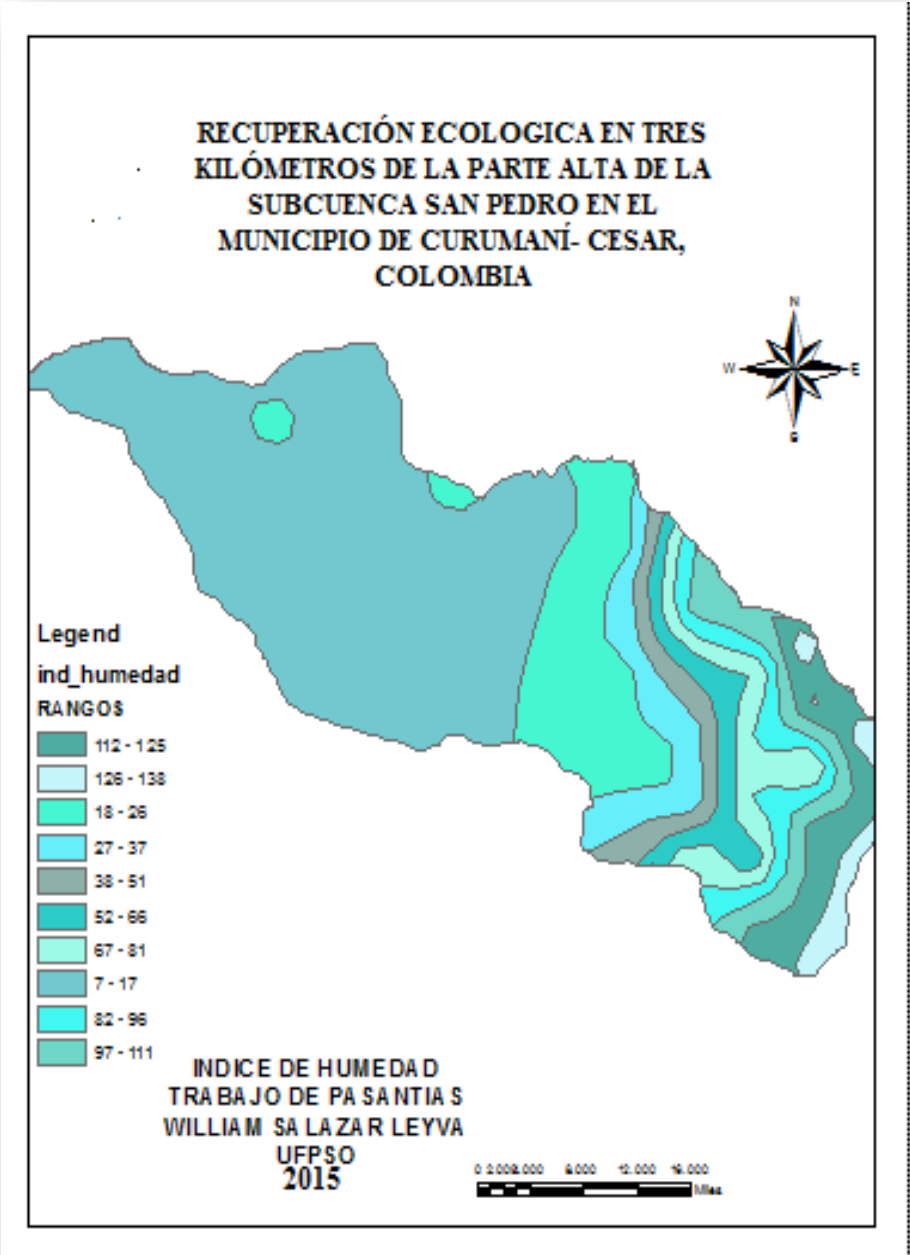 RECUPERACIÓN ECOLOGICA EN TRES
KILÓMETROS DE LA PARTE ALTA DE LA
SUBCUENCA SAN PEDRO EN EL
MUNICIPIO DE CURUMANÍ- CESAR,
COLOMBIA
N
W
E
S
Legend
ind_humedad
RANGOS
112 - 125
126 - 138
18 - 26
27 - 37
38 - 51
52 - 66
67 - 81
7 - 17
82 - 96
97 - 111
INDICE DE HUMEDAD
TRABAJO DE PASANTIAS
WILLIAM SALAZAR LEYVA
UFPSO
2015
0
12.000
16.000
Miles